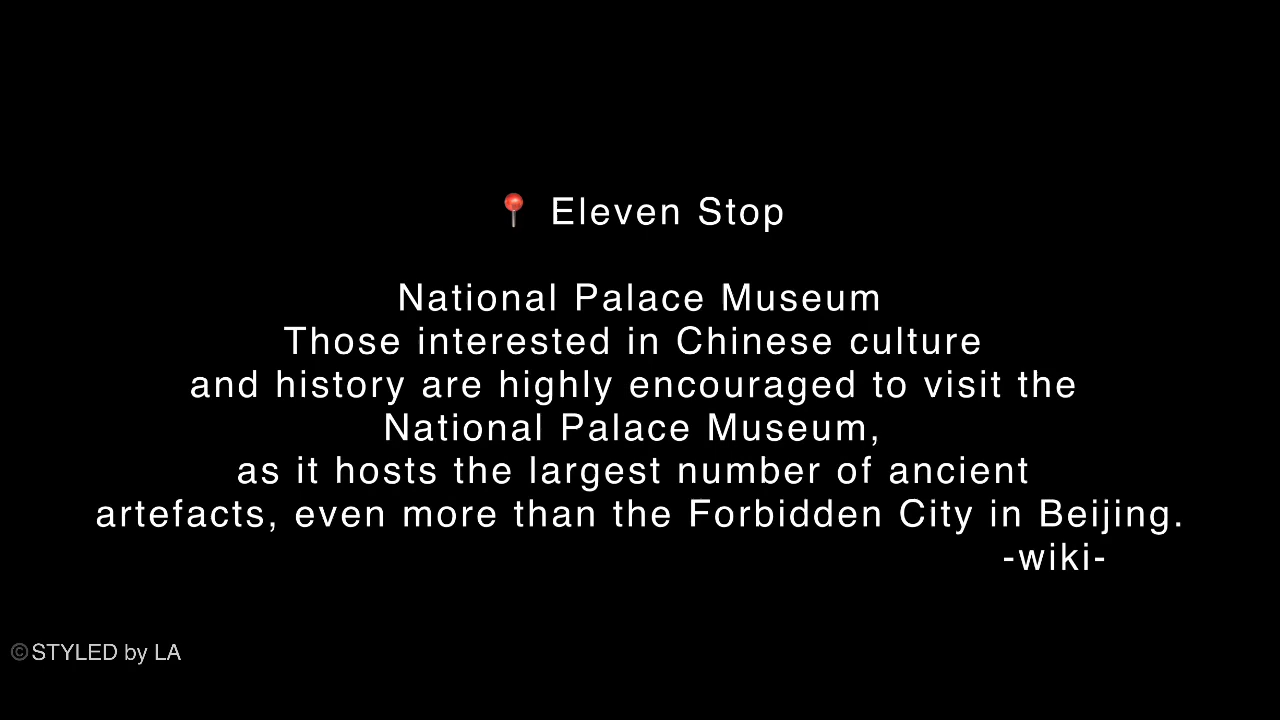 📍 Eleven Stop
National Palace Museum
Those interested in Chinese culture
and history are highly encouraged to visit the
National Palace Museum,
as it hosts the largest number of ancient
artefacts, even more than the Forbidden City in Beijing.
-wiki-
©STYLED by LA